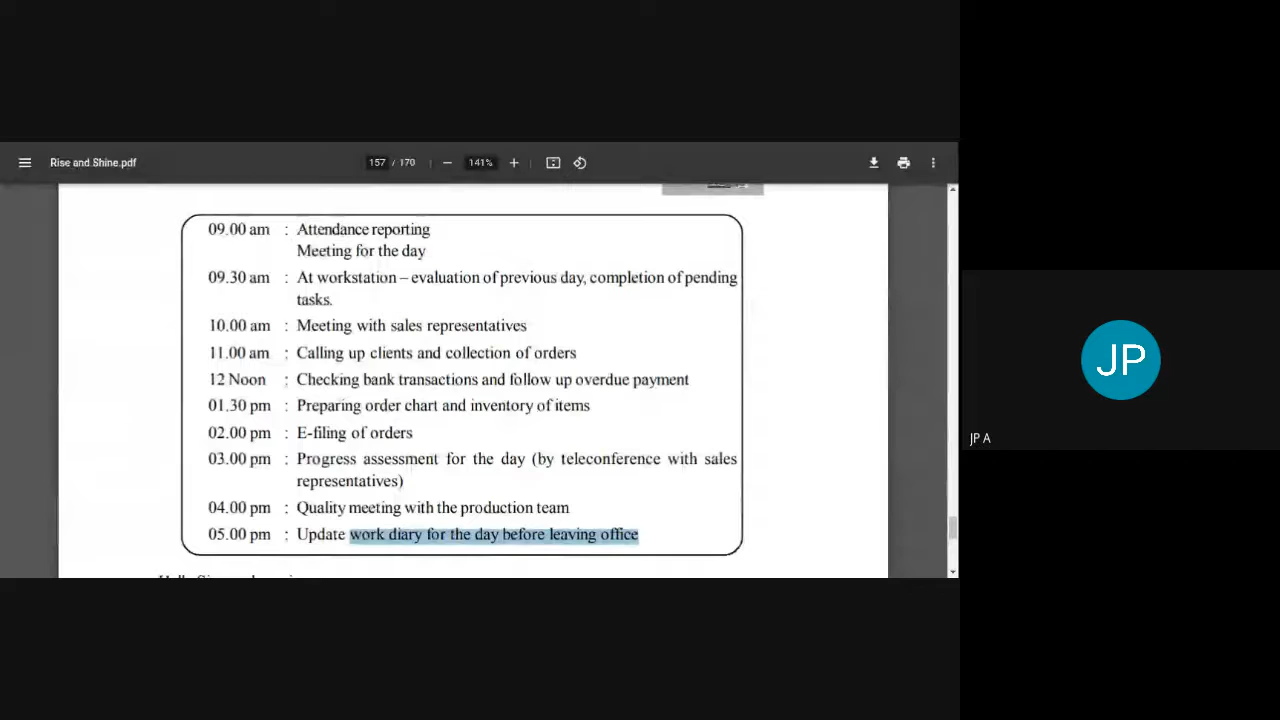 Rise and Shine.pdf
157 / 170
141%
09.00 am : Attendance reporting
Meeting for the day
09.30 am : At workstation – evaluation of previous day, completion of pending
tasks.
10.00 am : Meeting with sales representatives
11.00 am : Calling up clients and collection of orders
12 Noon : Checking bank transactions and follow up overdue payment
01.30 pm : Preparing order chart and inventory of items
02.00 pm : E-filing of orders
03.00 pm : Progress assessment for the day (by teleconference with sales
representatives)
04.00 pm : Quality meeting with the production team
05.00 pm : Update work diary for the day before leaving office
JP
JP A